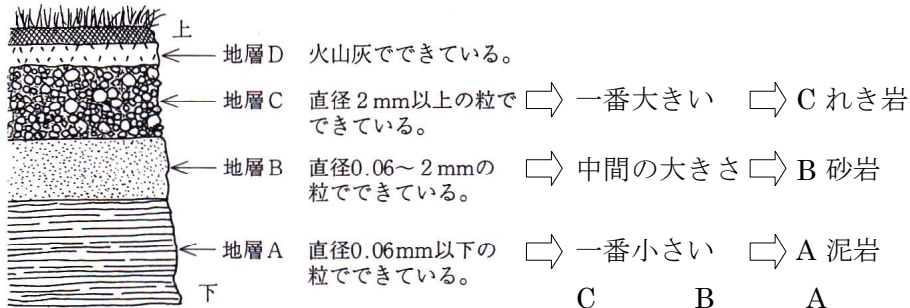 上
地層D 火山灰でできている。
地層C 直径2mm以上の粒で
できている。
一番大きい C れき岩
地層B 直径0.06～2mmの
粒でできている。
中間の大きさ B 砂岩
地層A 直径0.06mm以下の
粒でできている。
一番小さい A 泥岩
下
C B A